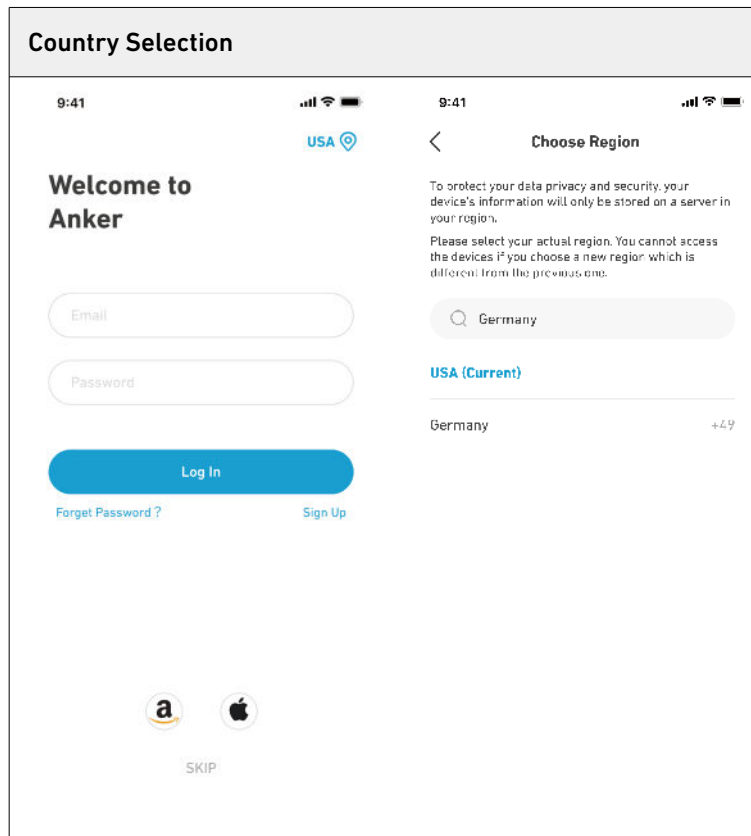 Country Selection
9:41
USA
Welcome to
Anker
Email
Password
Log In
Forget Password ?
Sign Up
a
SKIP
9:41
Choose Region
To protect your data privacy and security, your
device's information will only be stored on a server in
your region.
Please select your actual region. You cannot access
the devices if you choose a new region which is
different from the previous one.
Germany
USA (Current)
Germany +49